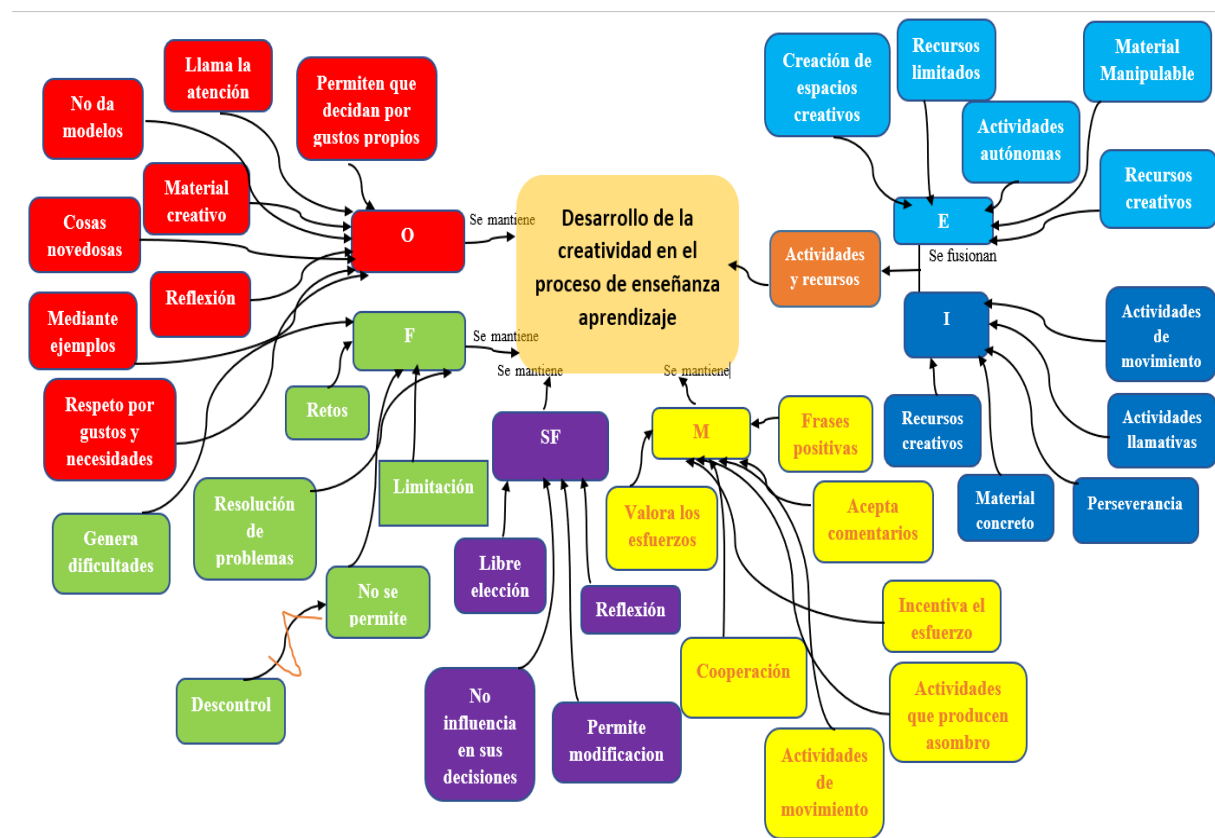 Llama la
atención
Permiten que
decidan por
gustos propios
No da
modelos
Material
creativo
Cosas
novedosas
Reflexión
Mediante
ejemplos
Respeto por
gustos y
necesidades
O
Se mantiene
F
Se mantiene
Retos
Limitación
Resolución
de
problemas
Genera
dificultades
No se
permite
Descontrol
Desarrollo de la
creatividad en el
proceso de enseñanza
aprendizaje
Se mantiene
SF
Libre
elección
Reflexión
No
influencia
en sus
decisiones
Permite
modificacion
Se mantiene
M
Frases
positivas
Valora los
esfuerzos
Acepta
comentarios
Incentiva el
esfuerzo
Cooperación
Actividades
que producen
asombro
Actividades
de
movimiento
Creación de
espacios
creativos
Recursos
limitados
Material
Manipulable
Actividades
autónomas
Recursos
creativos
E
Se fusionan
Actividades
y recursos
I
Actividades
de
movimiento
Actividades
llamativas
Recursos
creativos
Material
concreto
Perseverancia